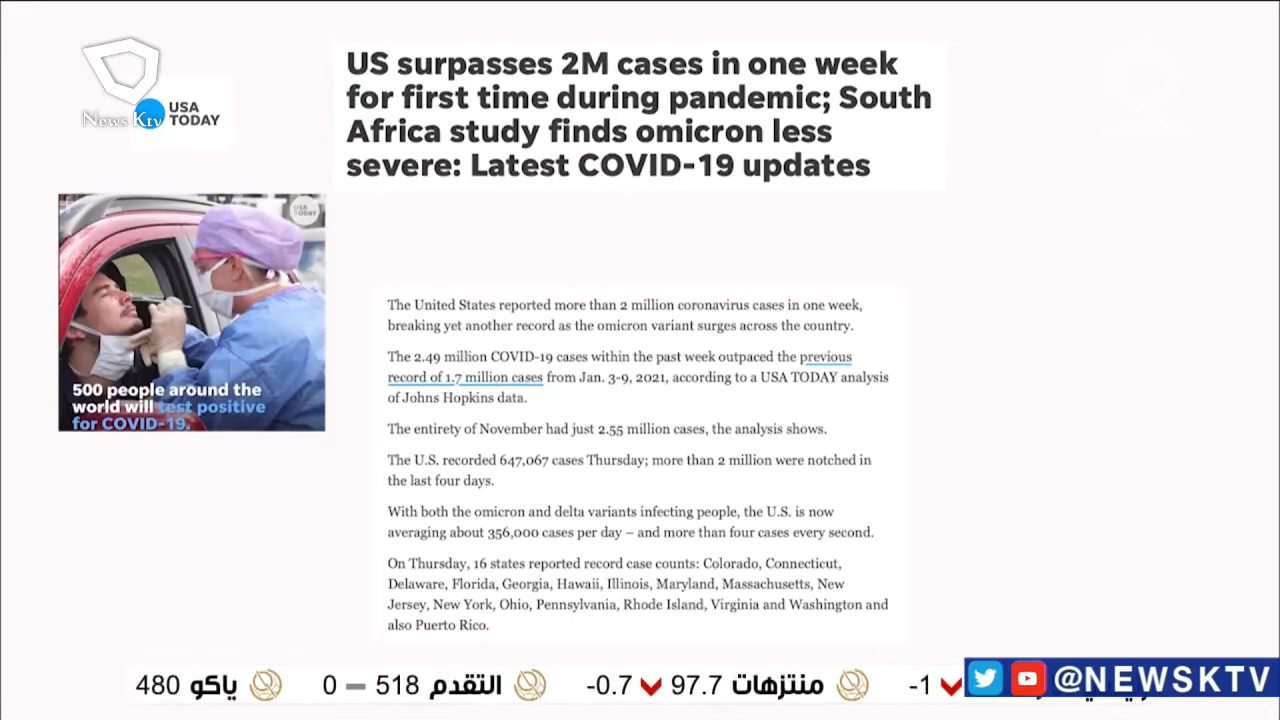 News Ktv
USA
TODAY
US surpasses 2M cases in one week
for first time during pandemic; South
Africa study finds omicron less
severe: Latest COVID-19 updates
USA
TODAY
500 people around the
world will test positive
for COVID-19.
The United States reported more than 2 million coronavirus cases in one week,
breaking yet another record as the omicron variant surges across the country.
The 2.49 million COVID-19 cases within the past week outpaced the previous
record of 1.7 million cases from Jan. 3-9, 2021, according to a USA TODAY analysis
of Johns Hopkins data.
The entirety of November had just 2.55 million cases, the analysis shows.
The U.S. recorded 647,067 cases Thursday; more than 2 million were notched in
the last four days.
With both the omicron and delta variants infecting people, the U.S. is now
averaging about 356,000 cases per day – and more than four cases every second.
On Thursday, 16 states reported record case counts: Colorado, Connecticut,
Delaware, Florida, Georgia, Hawaii, Illinois, Maryland, Massachusetts, New
Jersey, New York, Ohio, Pennsylvania, Rhode Island, Virginia and Washington and
also Puerto Rico.
-1 منتزهات 97.7 -0.7 التقدم 518 0 ياكو 480
@NEWSKTV